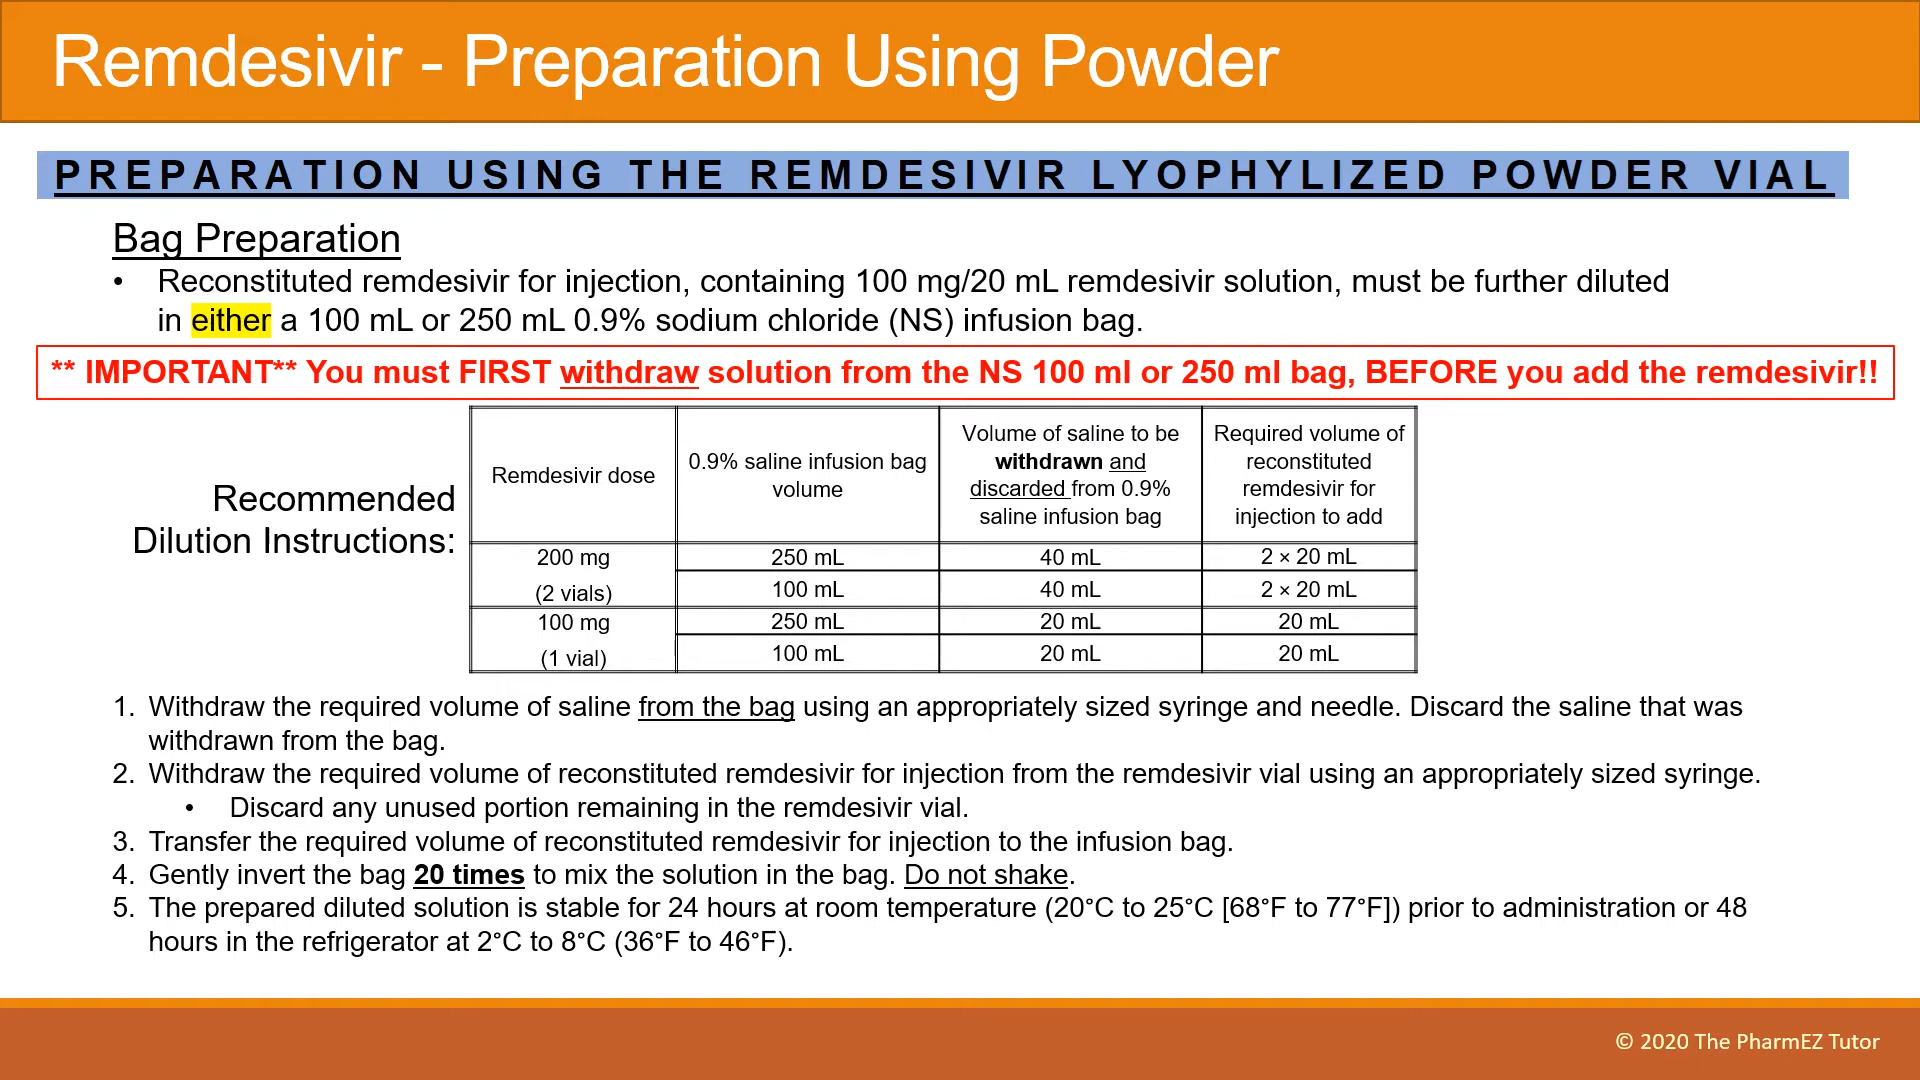 Remdesivir - Preparation Using Powder
PREPARATION USING THE REMDESIVIR LYOPHYLIZED POWDER VIAL
Bag Preparation
• Reconstituted remdesivir for injection, containing 100 mg/20 mL remdesivir solution, must be further diluted
in either a 100 mL or 250 mL 0.9% sodium chloride (NS) infusion bag.
** IMPORTANT** You must FIRST withdraw solution from the NS 100 ml or 250 ml bag, BEFORE you add the remdesivir!!
Recommended
Dilution Instructions:
Remdesivir dose
0.9% saline infusion bag
volume
Volume of saline to be
withdrawn and
discarded from 0.9%
saline infusion bag
Required volume of
reconstituted
remdesivir for
injection to add
200 mg
(2 vials)
250 mL 40 mL 2 × 20 mL
100 mL 40 mL 2 × 20 mL
100 mg
(1 vial)
250 mL 20 mL 20 mL
100 mL 20 mL 20 mL
1. Withdraw the required volume of saline from the bag using an appropriately sized syringe and needle. Discard the saline that was
withdrawn from the bag.
2. Withdraw the required volume of reconstituted remdesivir for injection from the remdesivir vial using an appropriately sized syringe.
• Discard any unused portion remaining in the remdesivir vial.
3. Transfer the required volume of reconstituted remdesivir for injection to the infusion bag.
4. Gently invert the bag 20 times to mix the solution in the bag. Do not shake.
5. The prepared diluted solution is stable for 24 hours at room temperature (20°C to 25°C [68°F to 77°F]) prior to administration or 48
hours in the refrigerator at 2°C to 8°C (36°F to 46°F).
© 2020 The PharmEZ Tutor